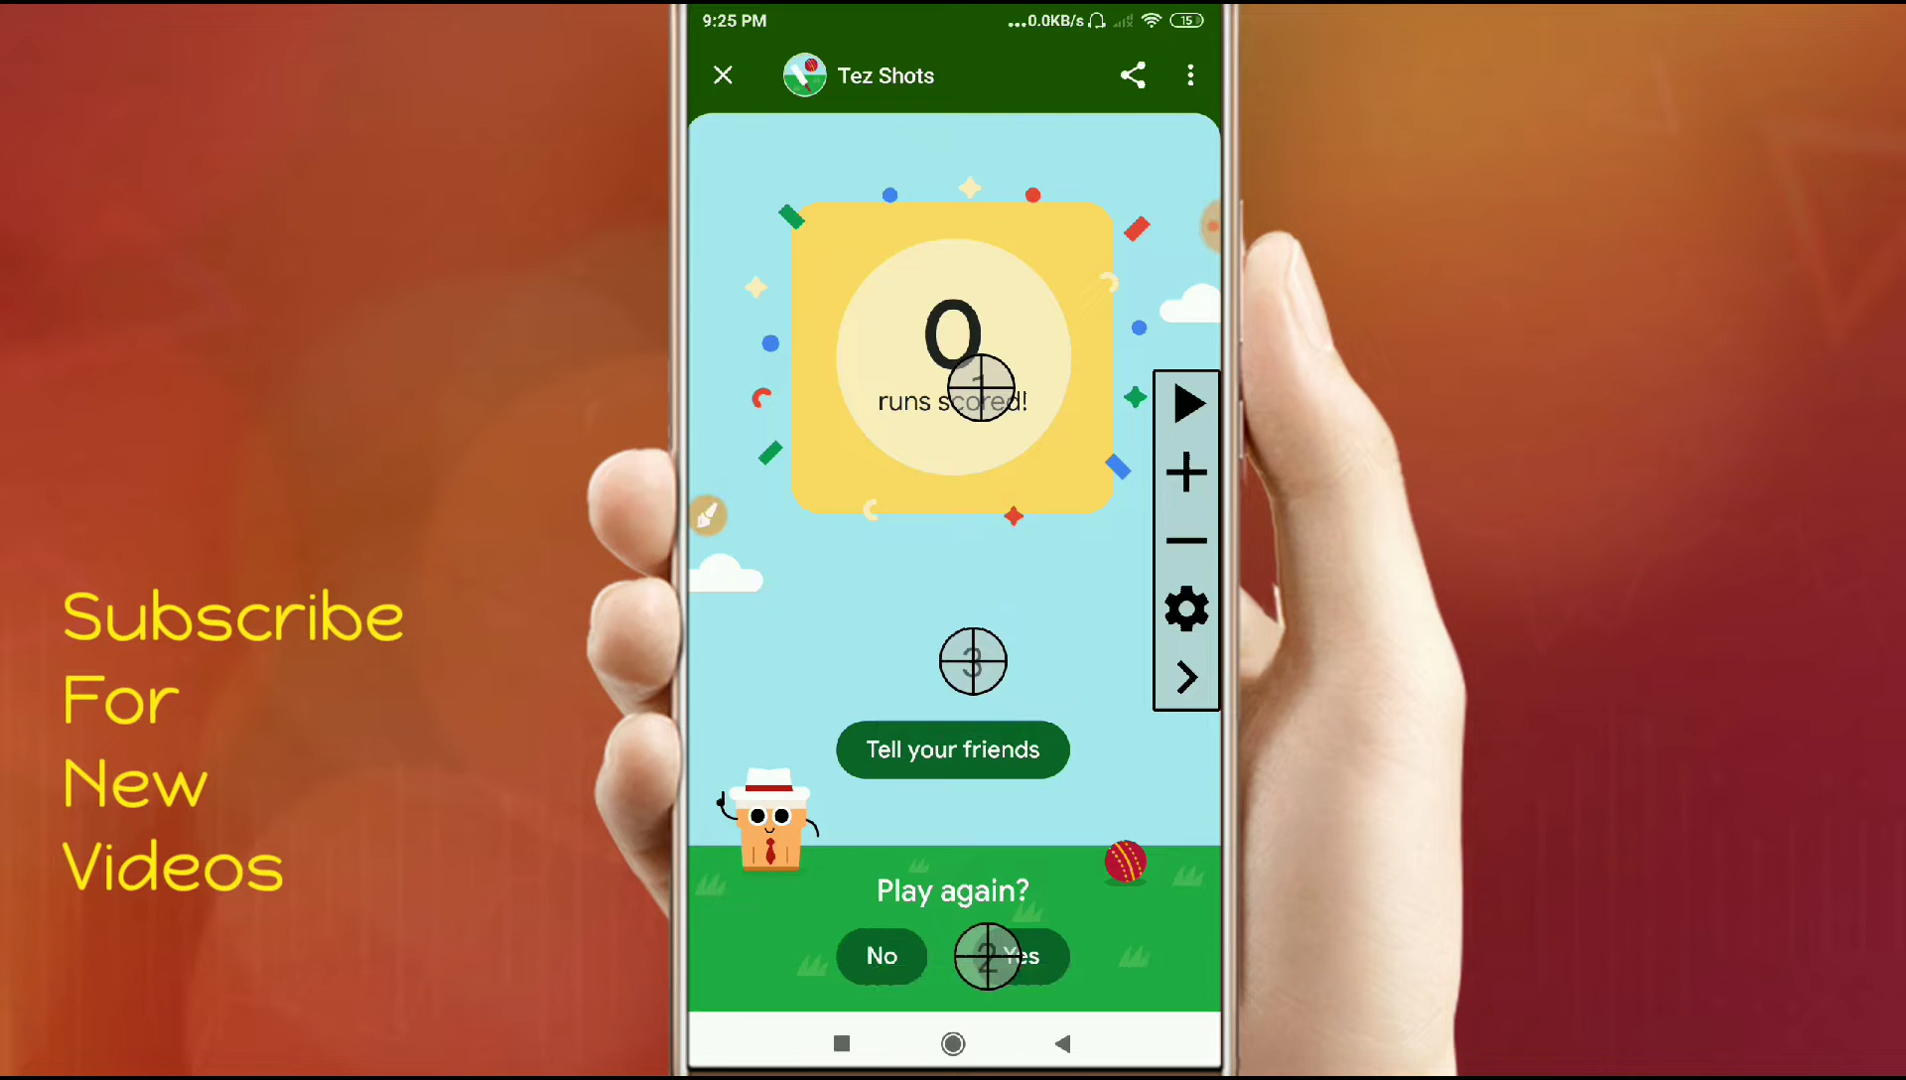 9:25 PM
...0.0KB/s
15
Tez Shots
0
1
runs scored!
3
Tell your friends
Play again?
No
2
Yes
Subscribe
For
New
Videos